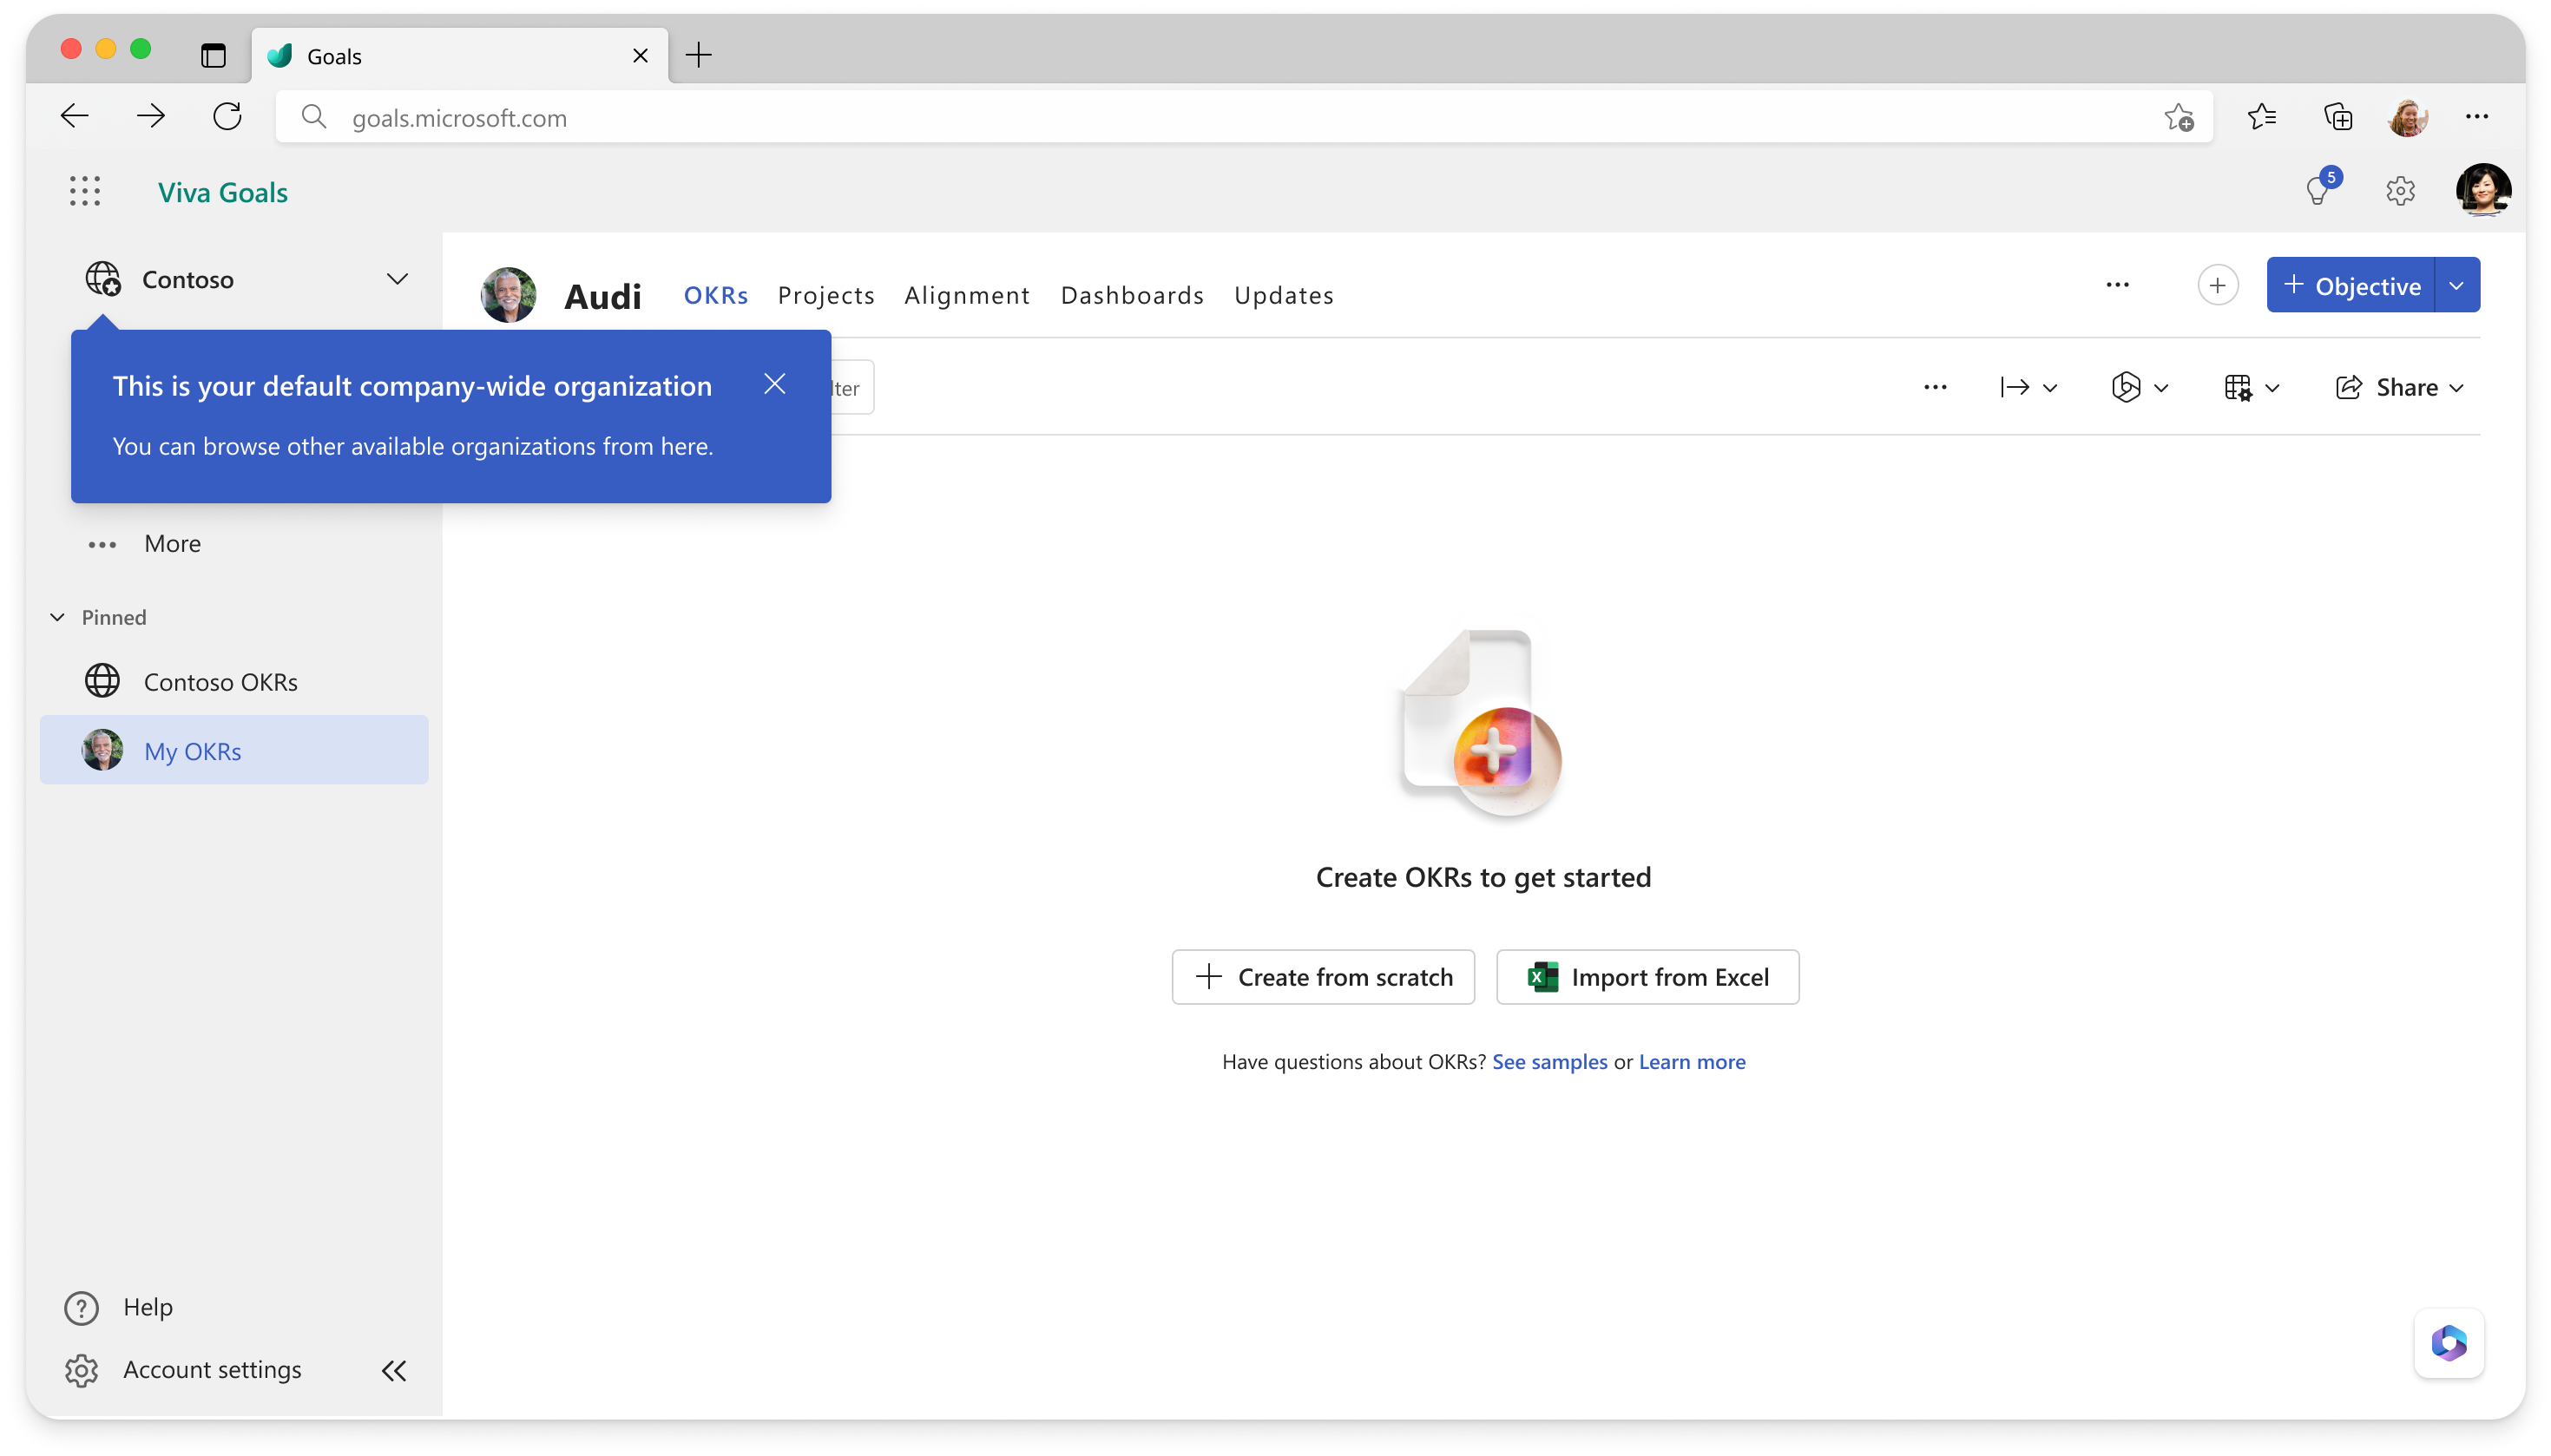 Goals
goals.microsoft.com
Viva Goals
5
Contoso
Audi
OKRs
Projects
Alignment
Dashboards
Updates
Objective
This is your default company-wide organization
You can browse other available organizations from here.
lter
Share
More
Pinned
Contoso OKRs
My OKRs
Create OKRs to get started
Create from scratch
Import from Excel
Have questions about OKRs? See samples or Learn more
Help
Account settings